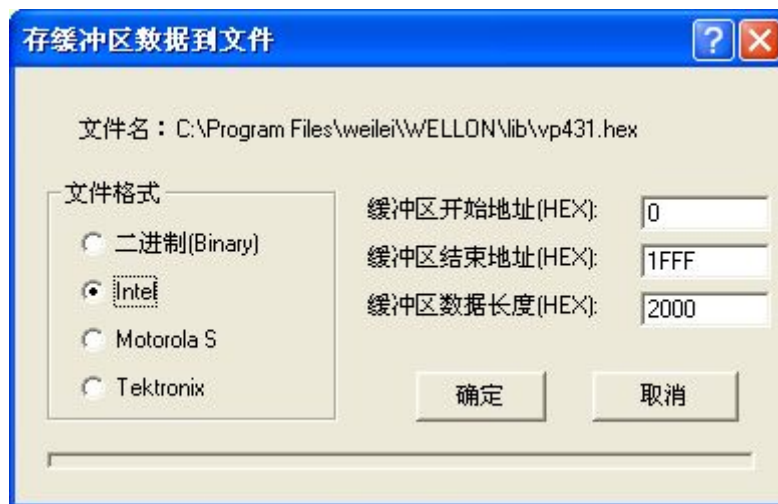 存缓冲区数据到文件
文件名：C:\Program Files\weilei\WELLON\lib\vp431.hex
文件格式
二进制(Binary)
Intel
Motorola S
Tektronix
缓冲区开始地址(HEX): 0
缓冲区结束地址(HEX): 1FFF
缓冲区数据长度(HEX): 2000
确定 取消